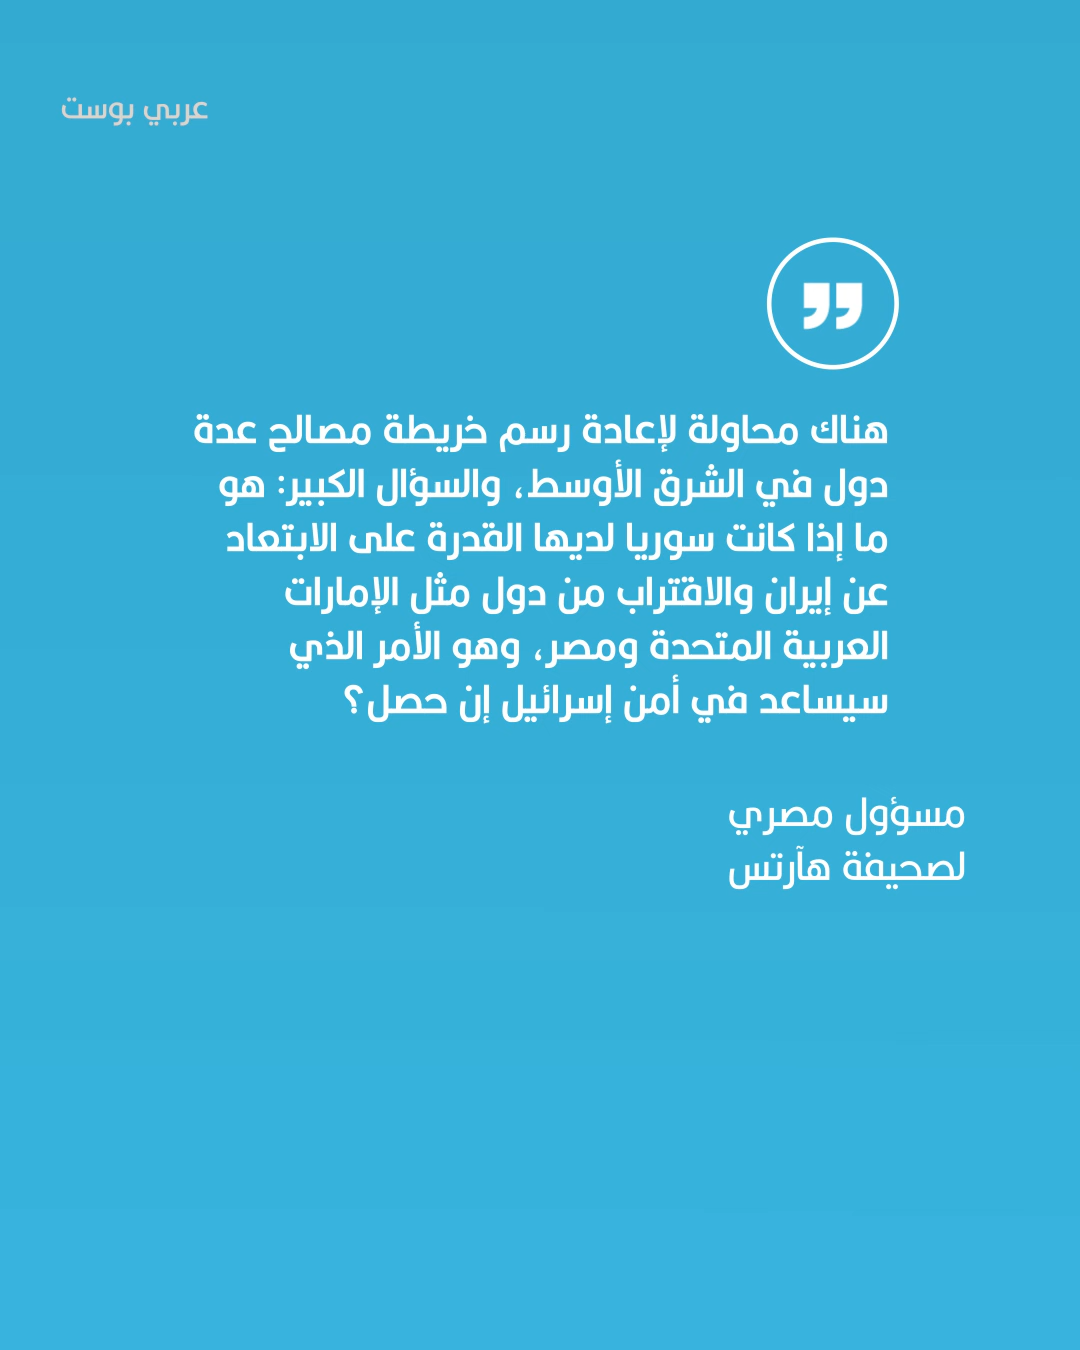 عربي بوست
هناك محاولة لإعادة رسم خريطة مصالح عدة
دول في الشرق الأوسط، والسؤال الكبير: هو
ما إذا كانت سوريا لديها القدرة على الابتعاد
عن إيران والاقتراب من دول مثل الإمارات
العربية المتحدة ومصر، وهو الأمر الذي
سيساعد في أمن إسرائيل إن حصل؟
مسؤول مصري
لصحيفة هآرتس